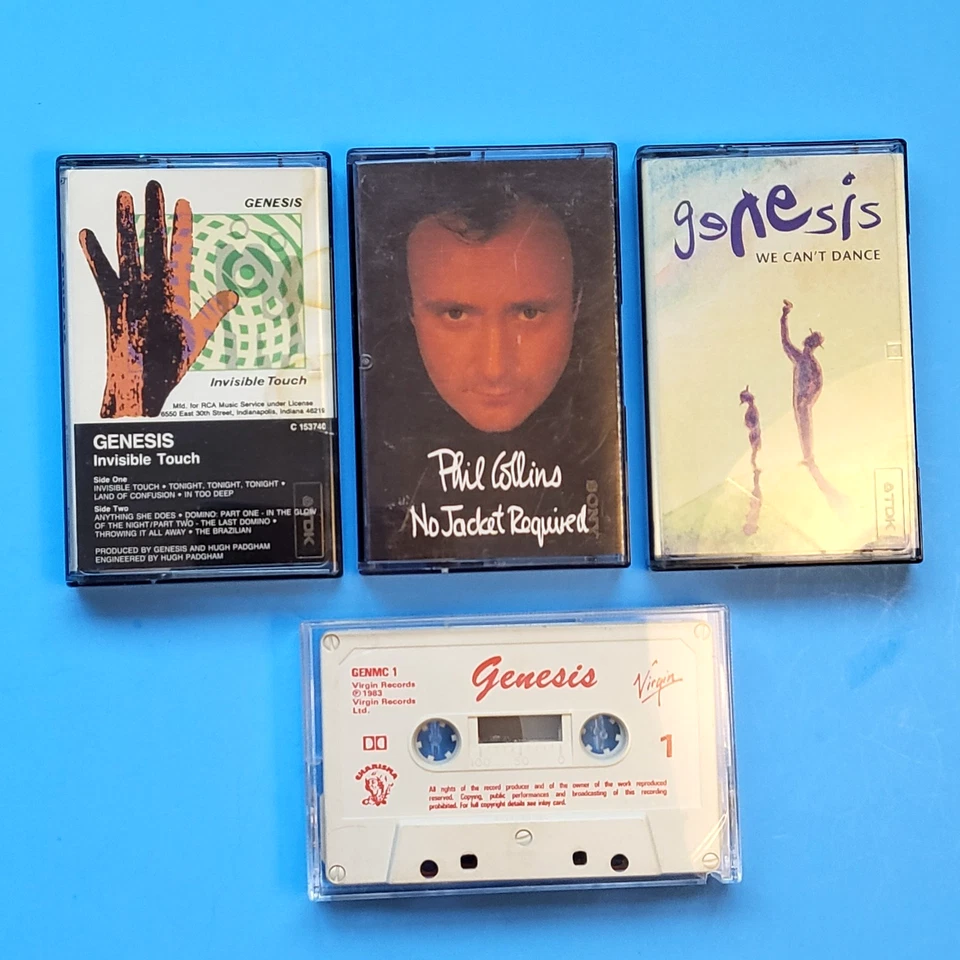 GENESIS
Invisible Touch
Mfd. for RCA Music Service under License
6550 East 30th Street, Indianapolis, Indiana 46219
C 153740
GENESIS
Invisible Touch
Side One
INVISIBLE TOUCH • TONIGHT, TONIGHT, TONIGHT •
LAND OF CONFUSION • IN TOO DEEP
Side Two
ANYTHING SHE DOES • DOMINO: PART ONE - IN THE GLOW
OF THE NIGHT/PART TWO - THE LAST DOMINO •
THROWING IT ALL AWAY • THE BRAZILIAN
PRODUCED BY GENESIS AND HUGH PADGHAM
ENGINEERED BY HUGH PADGHAM
TDK
Phil Collins
No Jacket Required
SONY
genesis
WE CAN'T DANCE
TDK
GENMC 1
Virgin Records
℗ 1983
Virgin Records
Ltd.
Genesis
Virgin
1
CHARISMA
100 50 0
All rights of the record producer and of the owner of the work reproduced
reserved. Copying, public performances and broadcasting of this recording
prohibited. For full copyright details see inlay card.